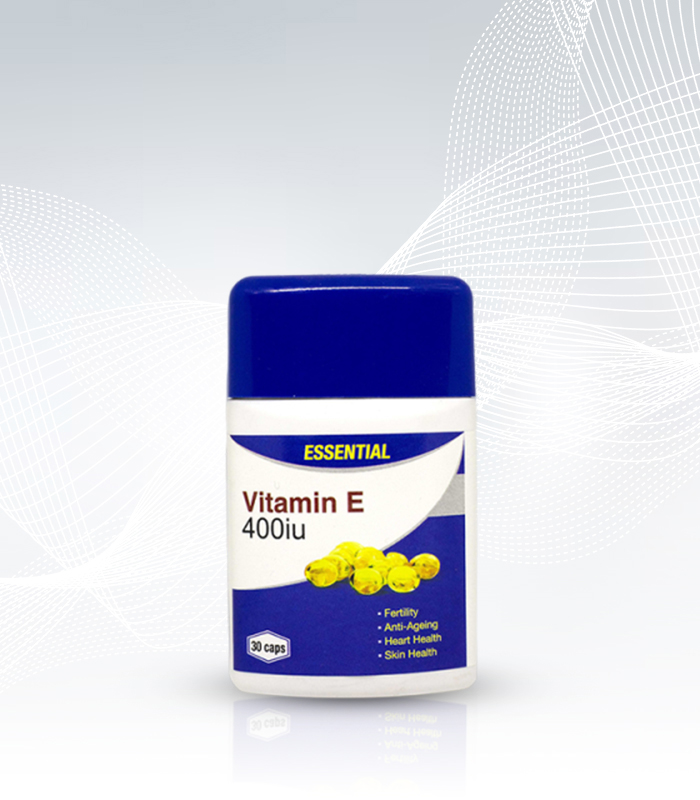 ESSENTIAL
Vitamin E
400iu
30 caps
▪ Fertility
▪ Anti-Ageing
▪ Heart Health
▪ Skin Health